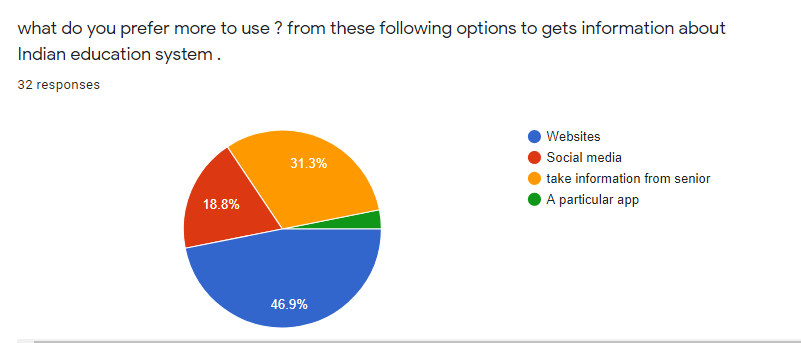 what do you prefer more to use ? from these following options to gets information about
Indian education system .
32 responses
31.3%
18.8%
46.9%
Websites
Social media
take information from senior
A particular app